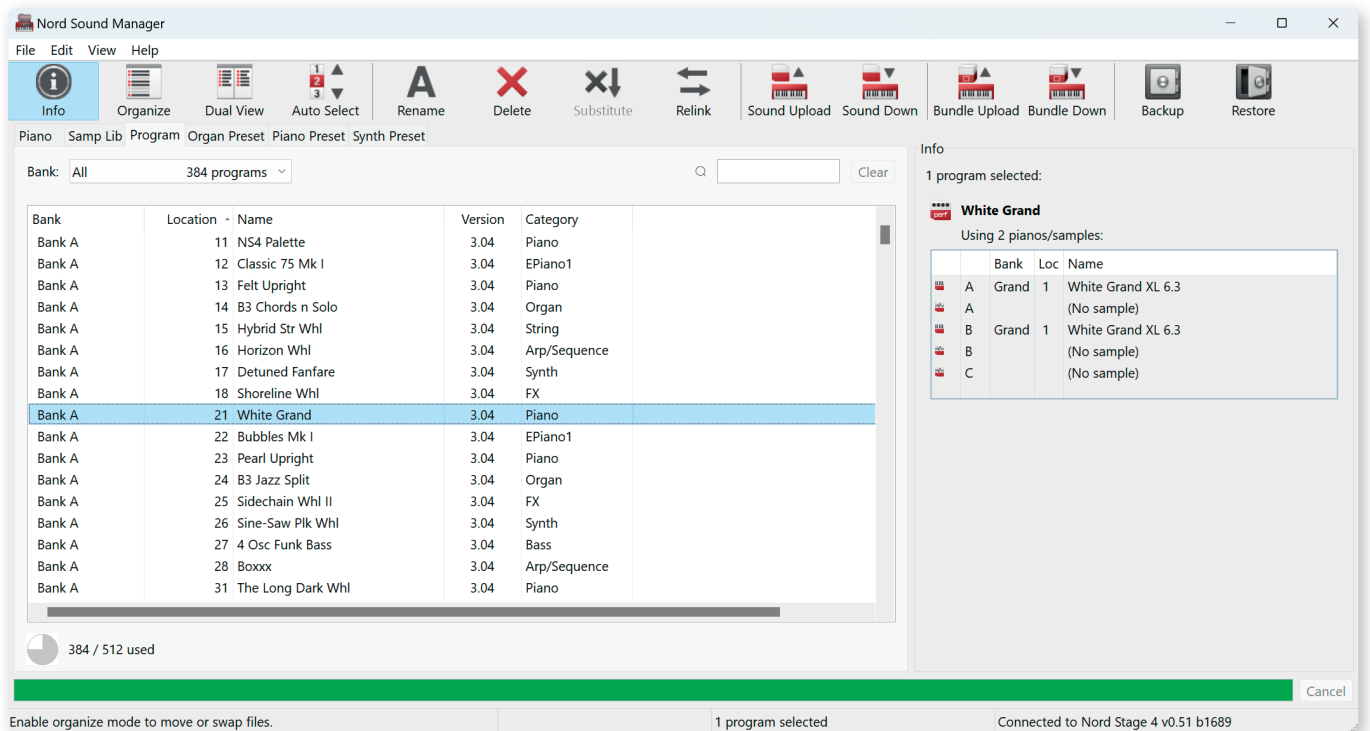 Nord Sound Manager
File Edit View Help
1
2
3
A
Info Organize Dual View Auto Select Rename Delete Substitute Relink Sound Upload Sound Down Bundle Upload Bundle Down Backup Restore
Piano Samp Lib Program Organ Preset Piano Preset Synth Preset
Bank: All 384 programs Clear
Bank Location Name Version Category
Bank A 11 NS4 Palette 3.04 Piano
Bank A 12 Classic 75 Mk I 3.04 EPiano1
Bank A 13 Felt Upright 3.04 Piano
Bank A 14 B3 Chords n Solo 3.04 Organ
Bank A 15 Hybrid Str Whl 3.04 String
Bank A 16 Horizon Whl 3.04 Arp/Sequence
Bank A 17 Detuned Fanfare 3.04 Synth
Bank A 18 Shoreline Whl 3.04 FX
Bank A 21 White Grand 3.04 Piano
Bank A 22 Bubbles Mk I 3.04 EPiano1
Bank A 23 Pearl Upright 3.04 Piano
Bank A 24 B3 Jazz Split 3.04 Organ
Bank A 25 Sidechain Whl II 3.04 FX
Bank A 26 Sine-Saw Plk Whl 3.04 Synth
Bank A 27 4 Osc Funk Bass 3.04 Bass
Bank A 28 Boxxx 3.04 Arp/Sequence
Bank A 31 The Long Dark Whl 3.04 Piano
384 / 512 used
Info
1 program selected:
perf White Grand
Using 2 pianos/samples:
Bank Loc Name
A Grand 1 White Grand XL 6.3
A (No sample)
B Grand 1 White Grand XL 6.3
B (No sample)
C (No sample)
Cancel
Enable organize mode to move or swap files. 1 program selected Connected to Nord Stage 4 v0.51 b1689